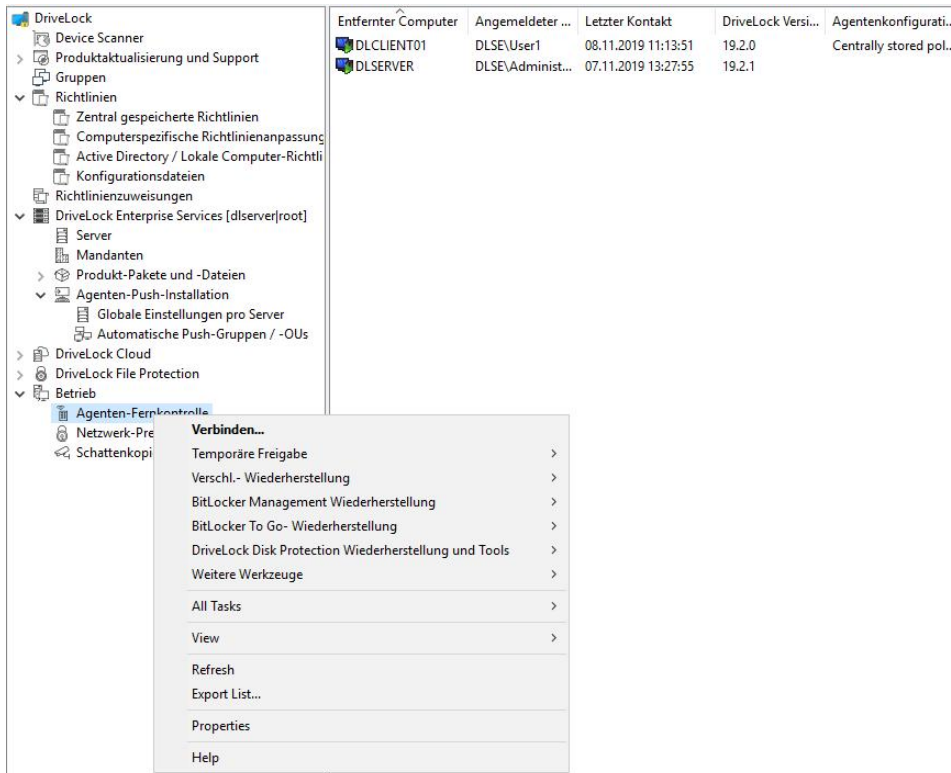 DriveLock
Device Scanner
Produktaktualisierung und Support
Gruppen
Richtlinien
Zentral gespeicherte Richtlinien
Computerspezifische Richtlinienanpassung
Active Directory / Lokale Computer-Richtli
Konfigurationsdateien
Richtlinienzuweisungen
DriveLock Enterprise Services [dlserver|root]
Server
Mandanten
Produkt-Pakete und -Dateien
Agenten-Push-Installation
Globale Einstellungen pro Server
Automatische Push-Gruppen / -OUs
DriveLock Cloud
DriveLock File Protection
Betrieb
Agenten-Fernkontrolle
Netzwerk-Pre
Schattenkopi
Entfernter Computer Angemeldeter ... Letzter Kontakt DriveLock Versi... Agentenkonfigurati...
DLCLIENT01 DLSE\User1 08.11.2019 11:13:51 19.2.0 Centrally stored pol...
DLSERVER DLSE\Administ... 07.11.2019 13:27:55 19.2.1
Verbinden...
Temporäre Freigabe
Verschl.- Wiederherstellung
BitLocker Management Wiederherstellung
BitLocker To Go- Wiederherstellung
DriveLock Disk Protection Wiederherstellung und Tools
Weitere Werkzeuge
All Tasks
View
Refresh
Export List...
Properties
Help